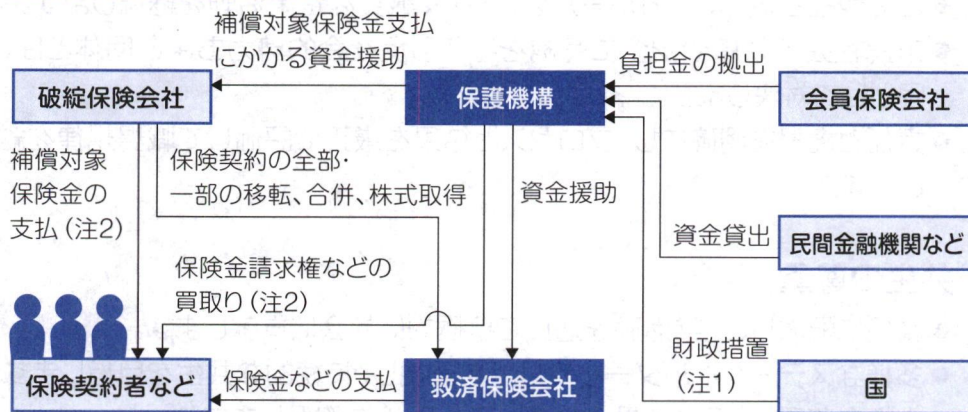 補償対象保険金支払
にかかる資金援助
負担金の拠出
破綻保険会社
保護機構
会員保険会社
補償対象
保険金の
支払(注2)
保険契約の全部・
一部の移転、合併、株式取得
資金援助
資金貸出
民間金融機関など
保険金請求権などの
買取り(注2)
財政措置
(注1)
保険契約者など
保険金などの支払
救済保険会社
国